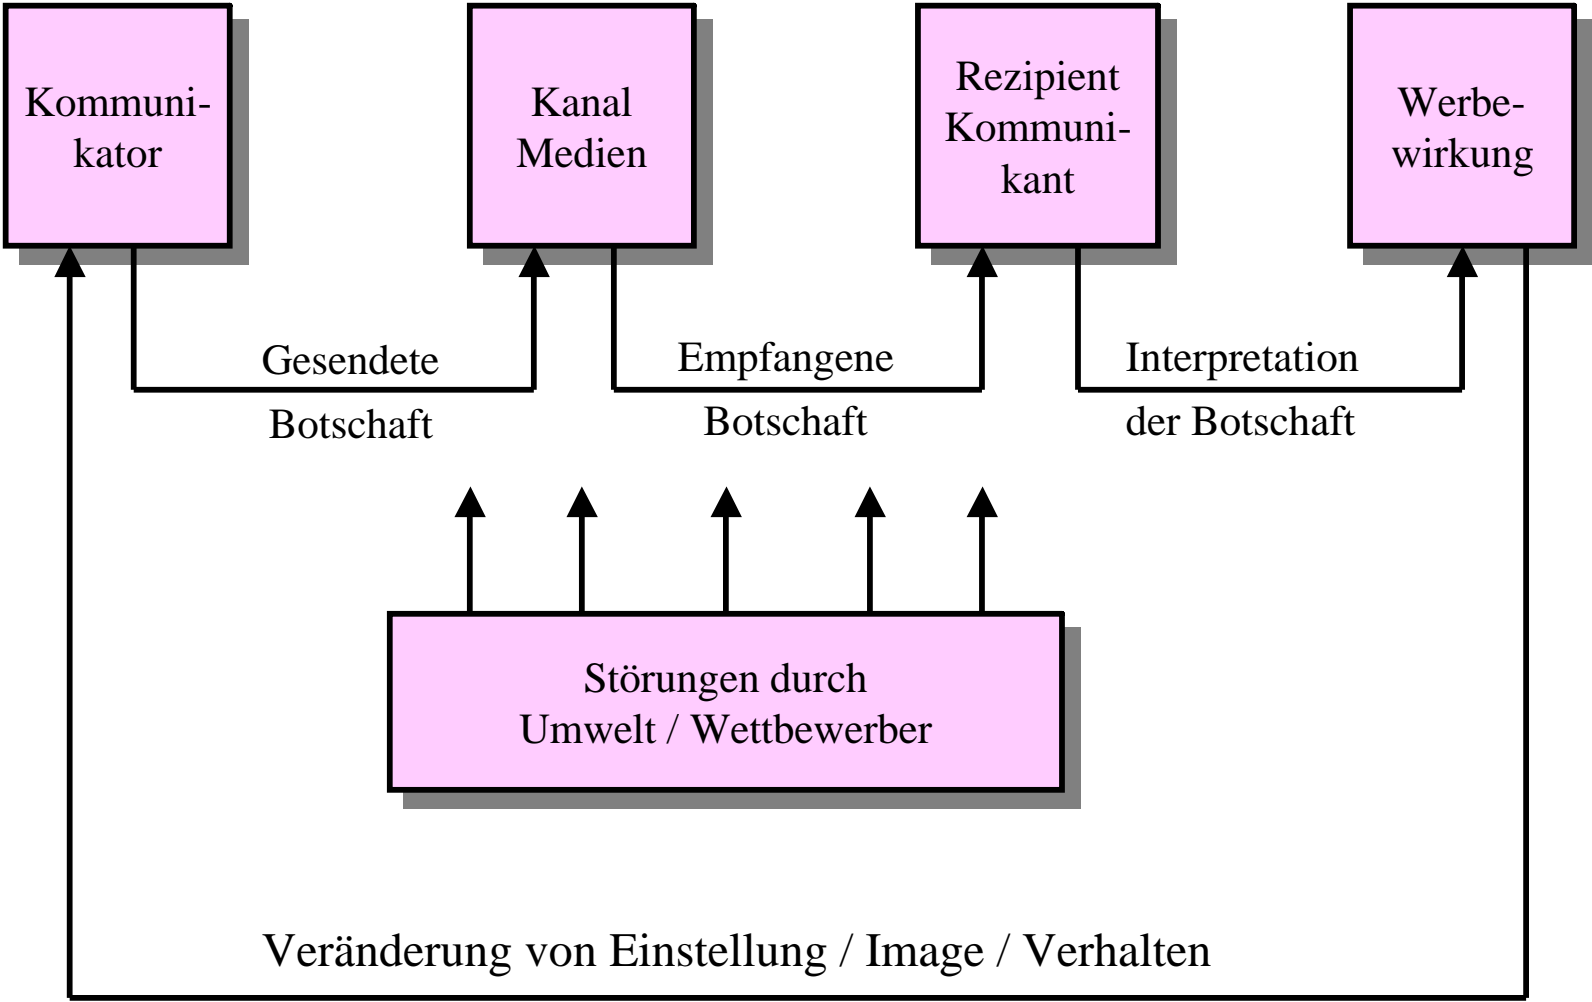 Kommuni-
kator
Kanal
Medien
Rezipient
Kommuni-
kant
Werbe-
wirkung
Gesendete
Botschaft
Empfangene
Botschaft
Interpretation
der Botschaft
Störungen durch
Umwelt / Wettbewerber
Veränderung von Einstellung / Image / Verhalten